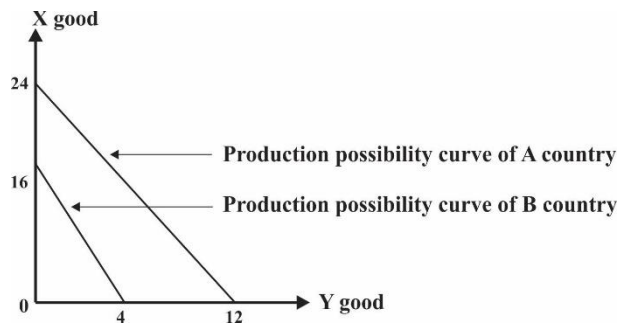 X good
24
Production possibility curve of A country
16
Production possibility curve of B country
0
Y good
4
12